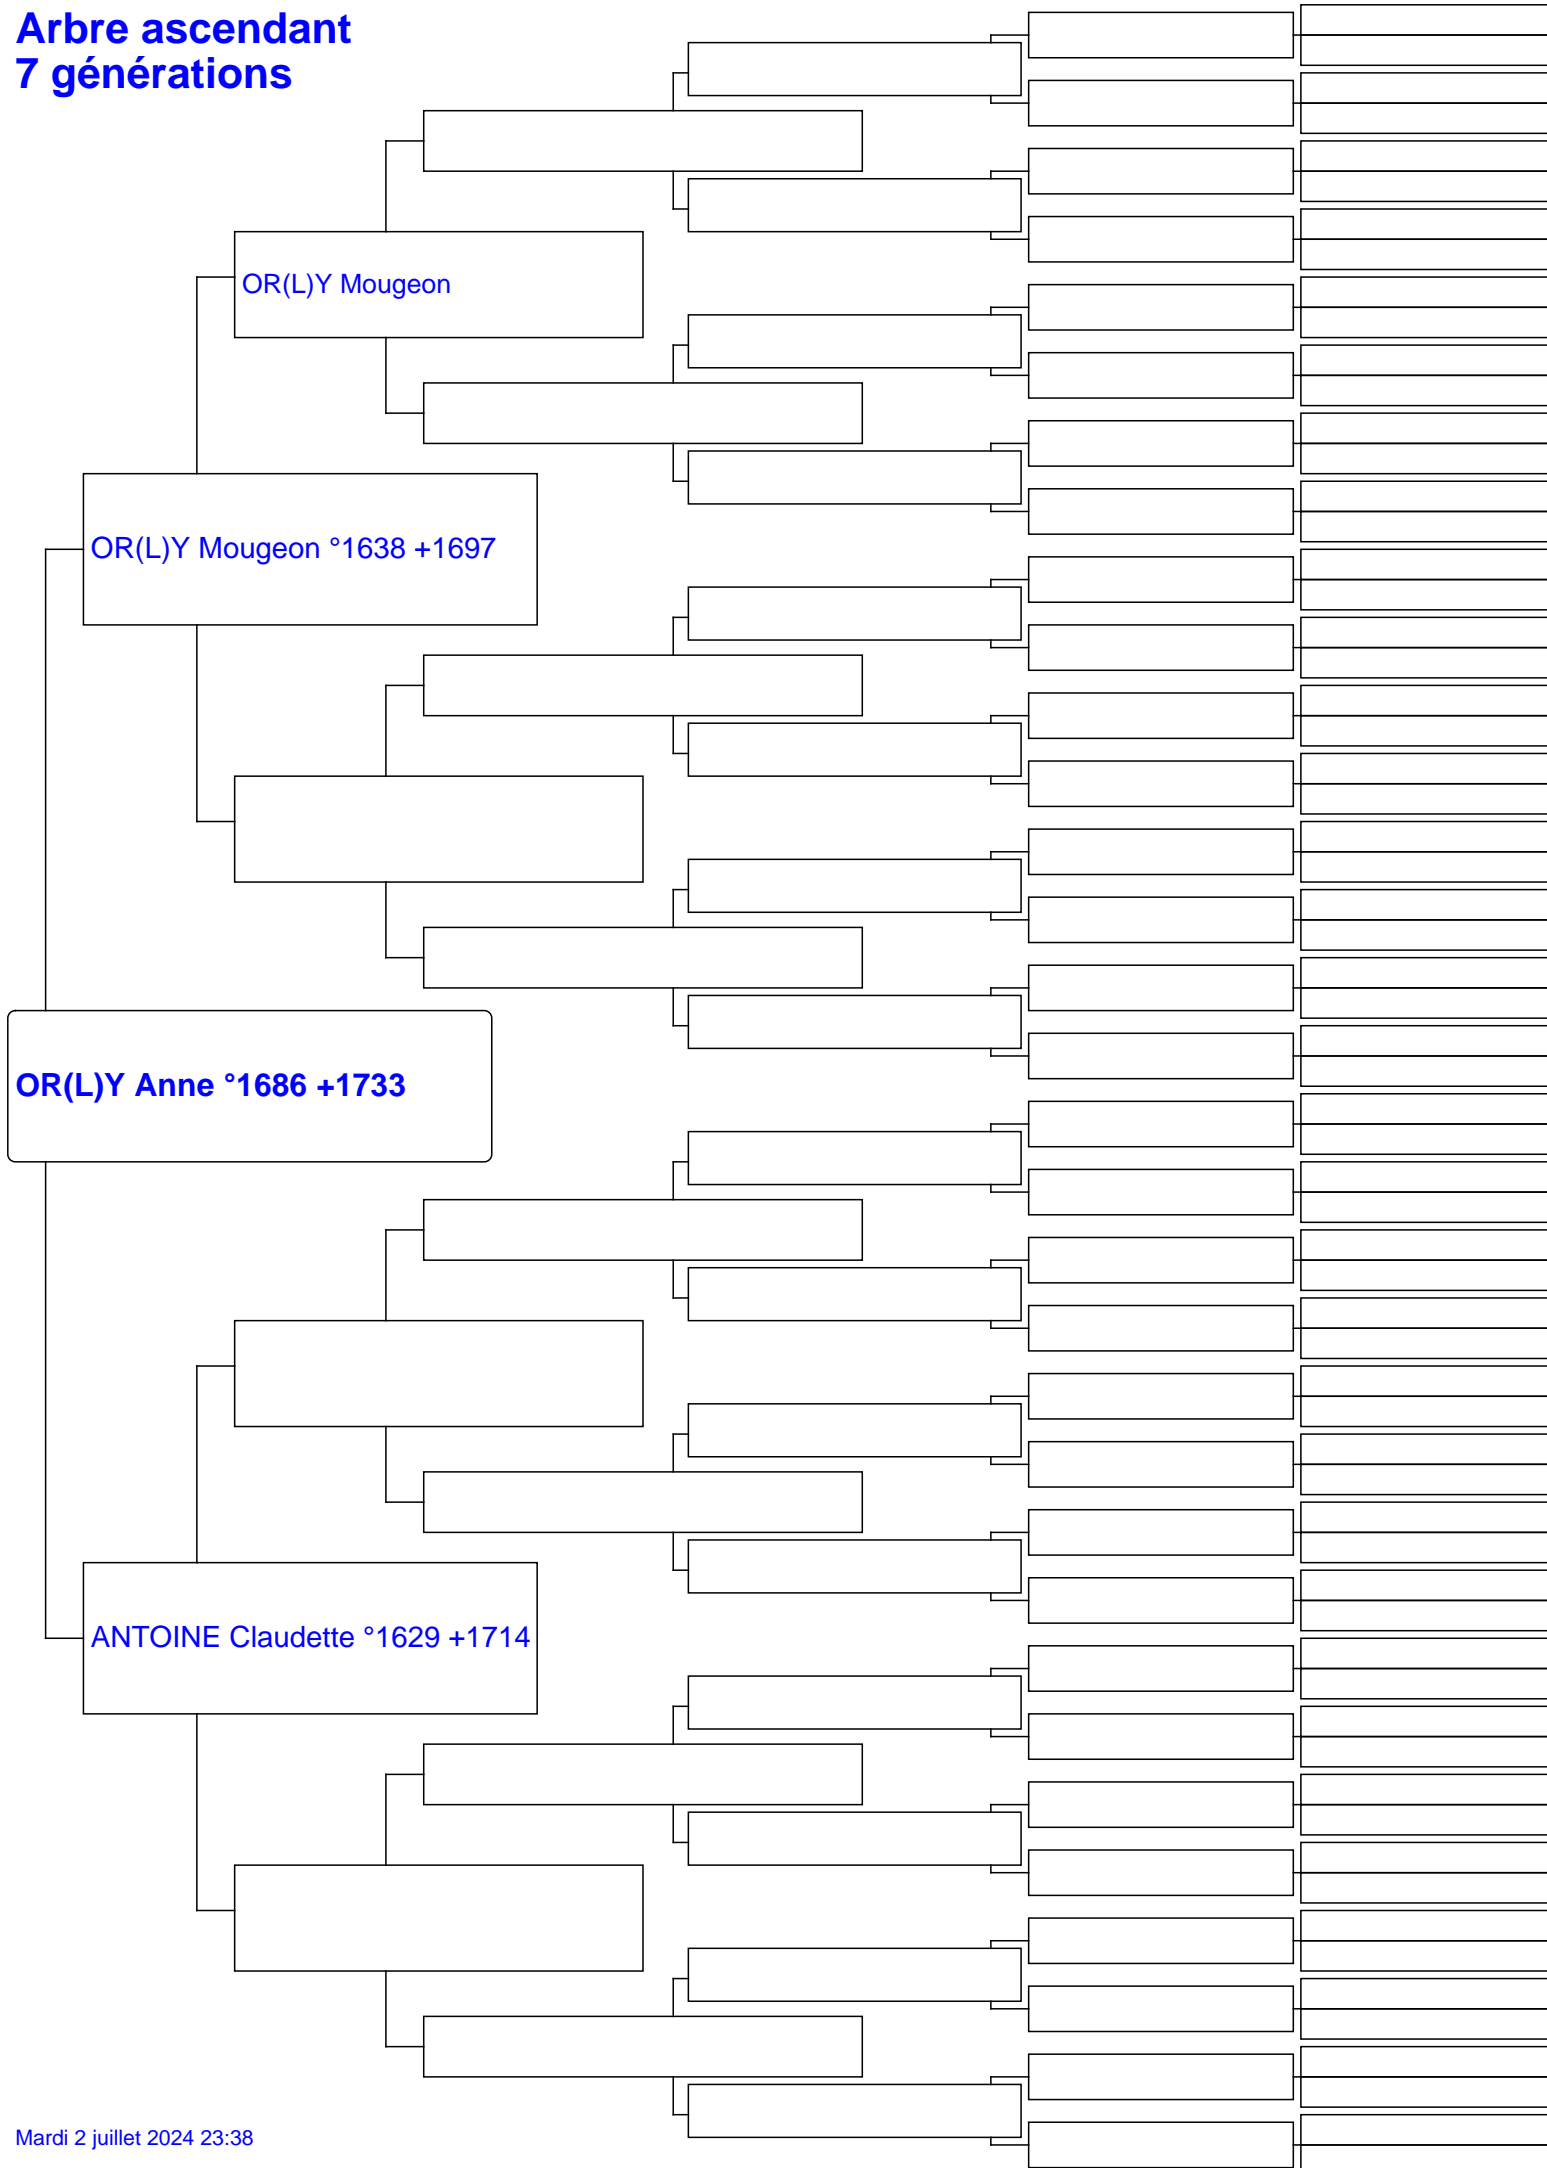 Arbre ascendant
7 générations
OR(L)Y Mougeon
OR(L)Y Mougeon °1638 +1697
OR(L)Y Anne °1686 +1733
ANTOINE Claudette °1629 +1714
Mardi 2 juillet 2024 23:38